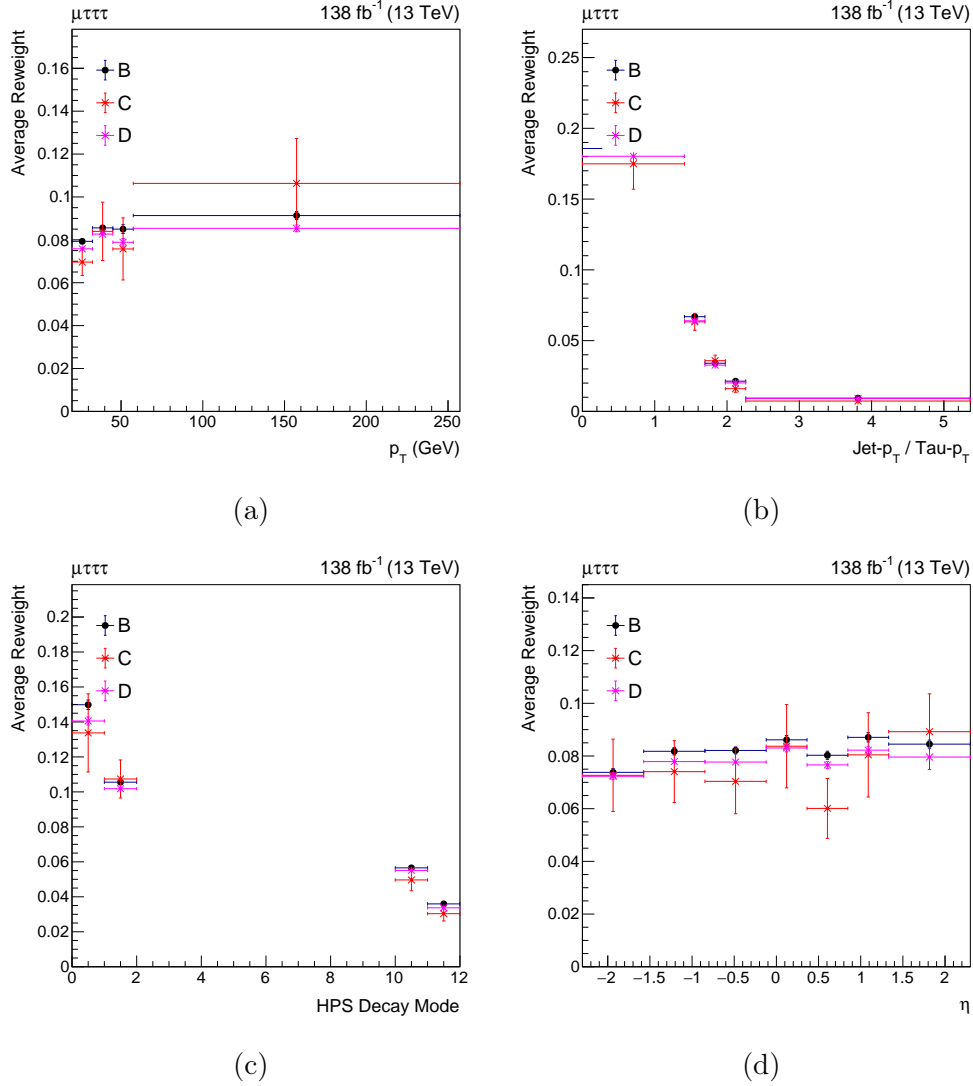 μτττ 138 fb⁻¹ (13 TeV)
Average Reweight
0.16
0.14
0.12
0.1
0.08
0.06
0.04
0.02
0
B
C
D
50 100 150 200 250
p_T (GeV)
(a)
μτττ 138 fb⁻¹ (13 TeV)
Average Reweight
0.25
0.2
0.15
0.1
0.05
0
B
C
D
0 1 2 3 4 5
Jet-p_T / Tau-p_T
(b)
μτττ 138 fb⁻¹ (13 TeV)
Average Reweight
0.2
0.18
0.16
0.14
0.12
0.1
0.08
0.06
0.04
0.02
0
B
C
D
0 2 4 6 8 10 12
HPS Decay Mode
(c)
μτττ 138 fb⁻¹ (13 TeV)
Average Reweight
0.14
0.12
0.1
0.08
0.06
0.04
0.02
0
B
C
D
−2 −1.5 −1 −0.5 0 0.5 1 1.5 2
η
(d)